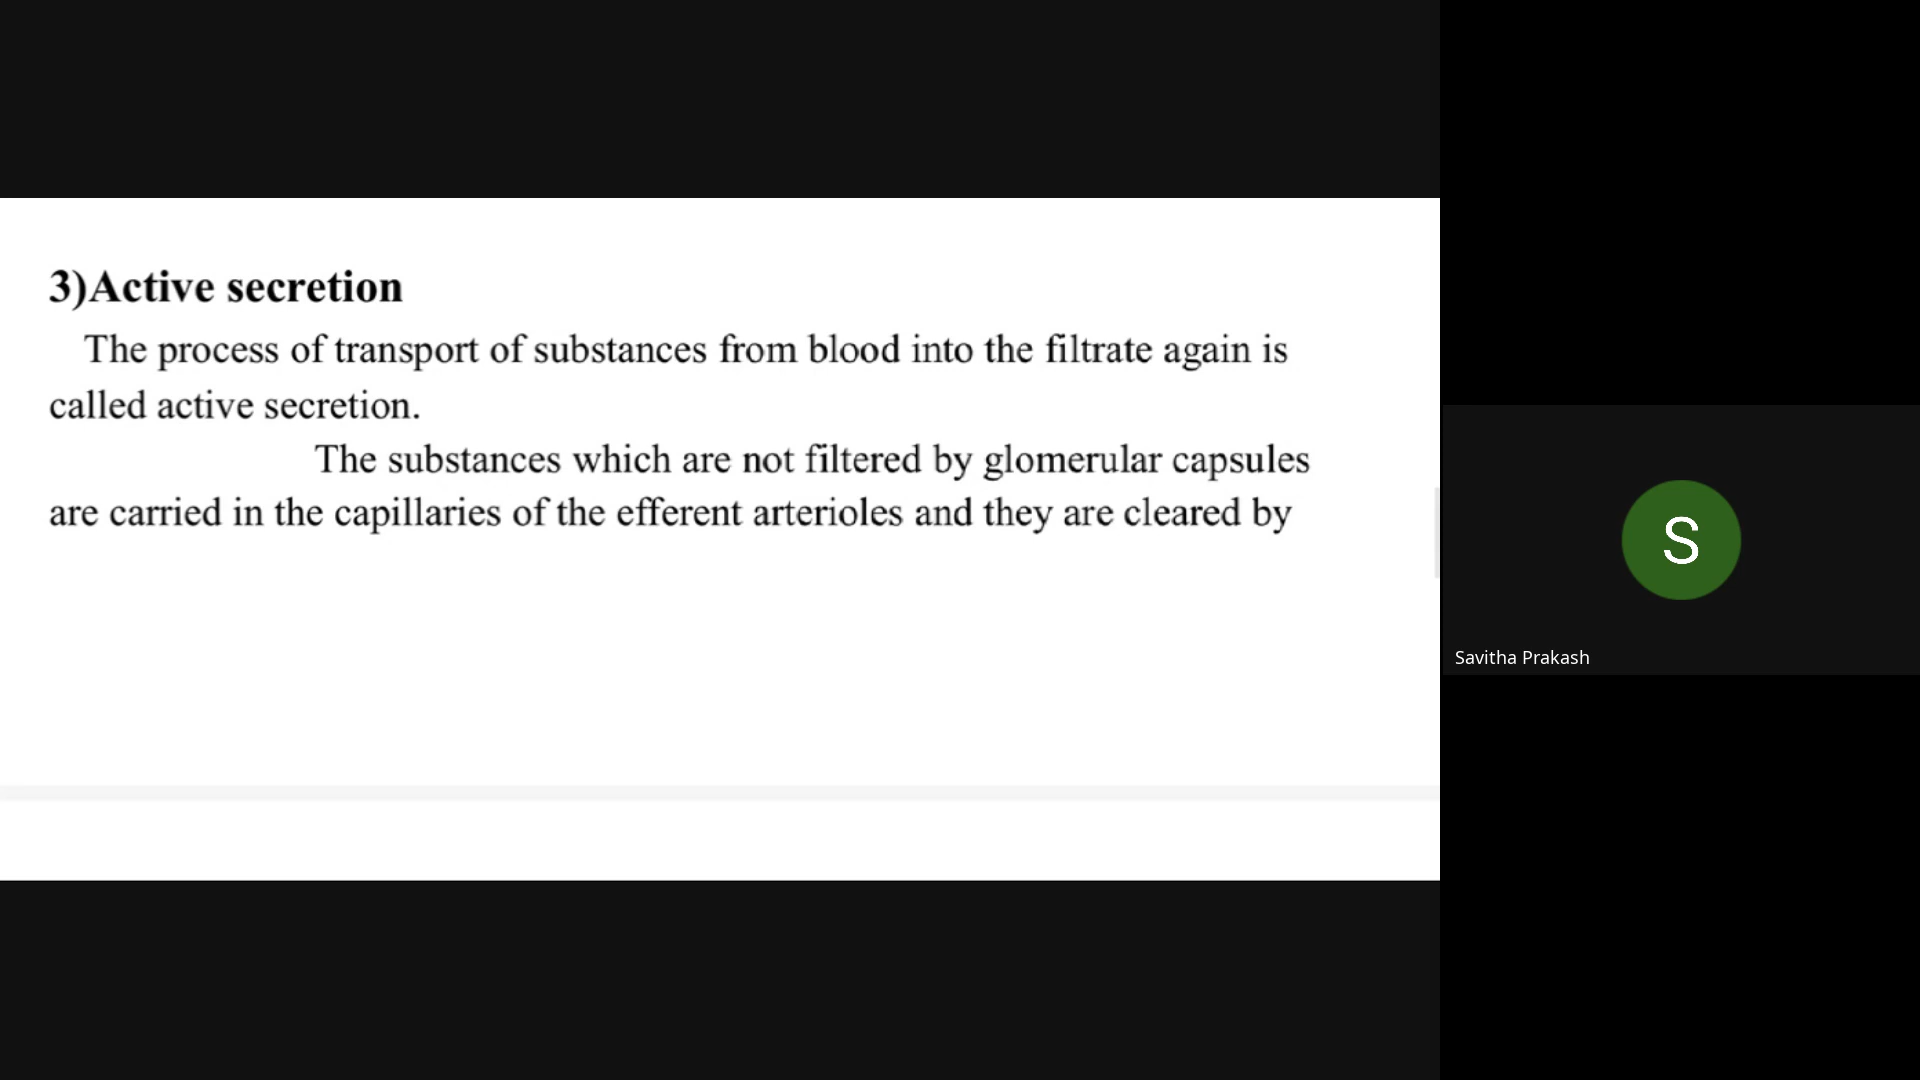 3)Active secretion
The process of transport of substances from blood into the filtrate again is
called active secretion.
The substances which are not filtered by glomerular capsules
are carried in the capillaries of the efferent arterioles and they are cleared by
S
Savitha Prakash